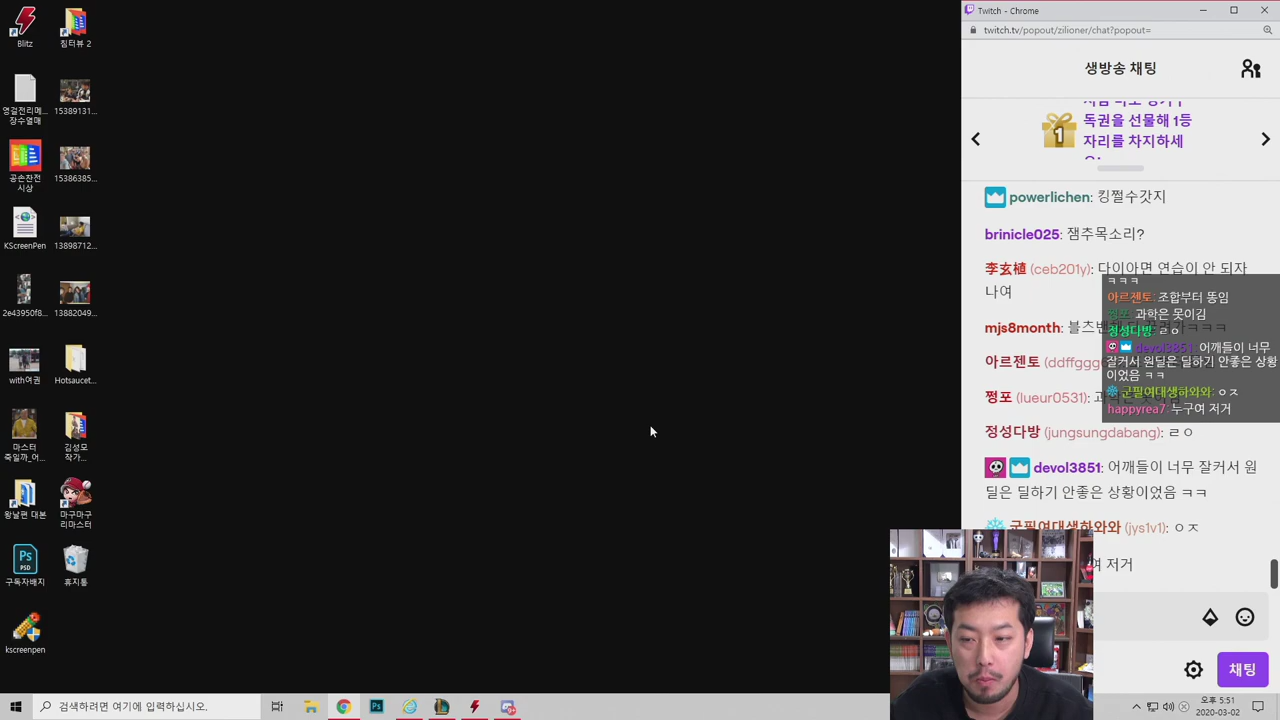 Blitz
침터뷰 2
영걸전리메...
장수열매
15389131...
공손찬전
시상
15386385...
KScreenPen
13898712...
2e43950f8...
13882049...
with여권
Hotsaucet...
마스터
죽일까_어...
김성모
작가...
왕날편 대본
마구마구
리마스터
구독자배지
휴지통
kscreenpen
PSD
검색하려면 여기에 입력하십시오.
Twitch - Chrome
twitch.tv/popout/zilioner/chat?popout=
생방송 채팅
독권을 선물해 1등
자리를 차지하세
1
powerlichen: 킹쩔수갓지
brinicle025: 잼추목소리?
李玄植 (ceb201y): 다이아면 연습이 안 되자
나여
mjs8month: 블츠벤
아르젠토 (ddffggg
쩡포 (lueur0531):
정성다방 (jungsungdabang): ㄹㅇ
devol3851: 어깨들이 너무 잘커서 원
딜은 딜하기 안좋은 상황이었음 ㅋㅋ
군필여대생하와와 (jys1v1): ㅇㅈ
여 저거
ㅋㅋㅋ
아르젠토: 조합부터 똥임
쩡포: 과학은 못이김
정성다방: ㄹㅇ
devol3851: 어깨들이 너무
잘커서 원딜은 딜하기 안좋은 상황
이었음 ㅋㅋ
군필여대생하와와: ㅇㅈ
happyrea7: 누구여 저거
채팅
오후 5:51
2020-03-02